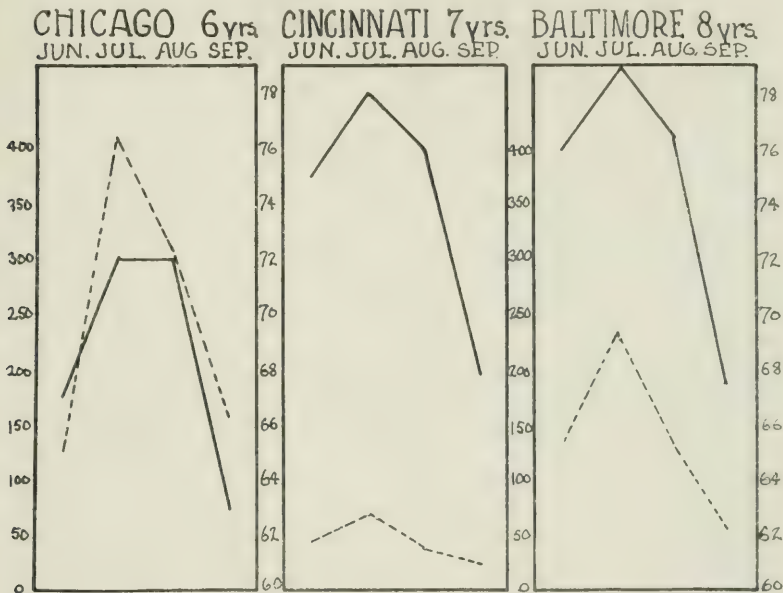 CHICAGO 6yrs. CINCINNATI 7yrs. BALTIMORE 8yrs.
JUN. JUL. AUG SEP. JUN. JUL. AUG. SEP. JUN. JUL. AUG. SEP.
78 78
400 76 400 76
350 74 350 74
300 72 300 72
250 70 250 70
200 68 200 68
150 66 150 66
100 64 100 64
50 62 50 62
0 60 0 60